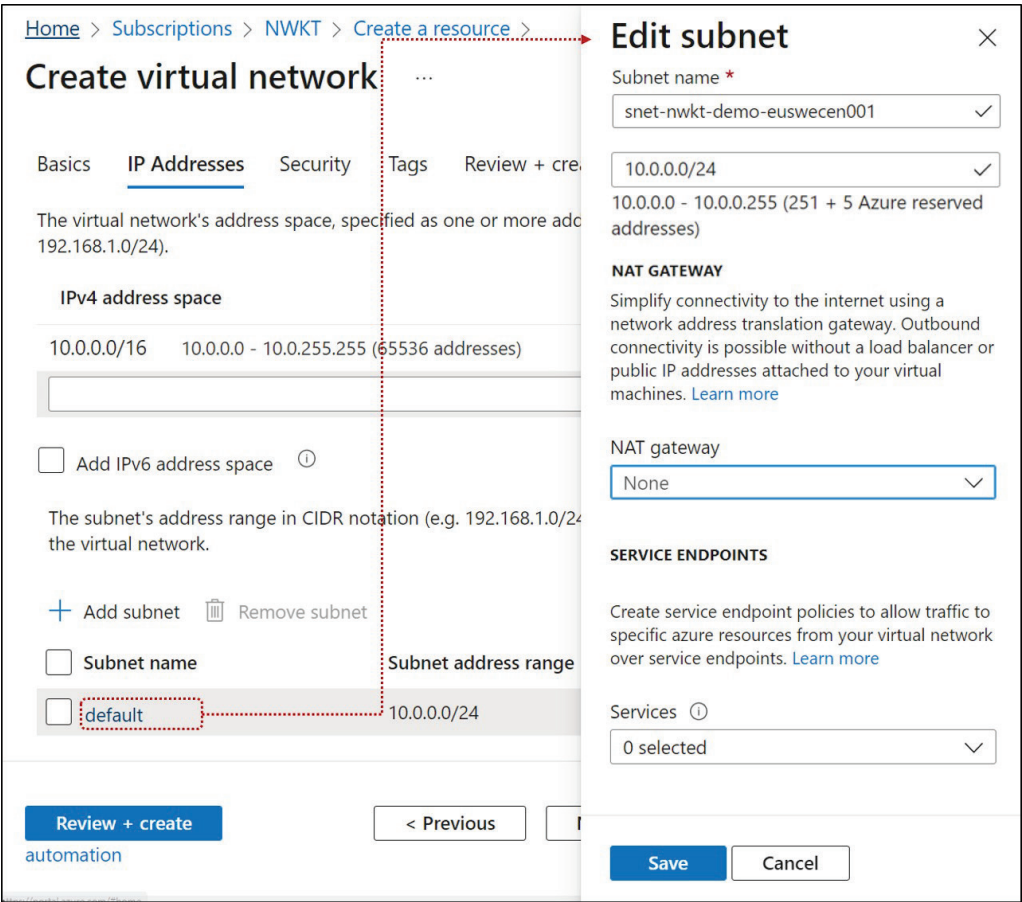 Home > Subscriptions > NWKT > Create a resource >
Create virtual network ...
Basics IP Addresses Security Tags Review + crea
The virtual network's address space, specified as one or more add
192.168.1.0/24).
IPv4 address space
10.0.0.0/16 10.0.0.0 - 10.0.255.255 (65536 addresses)
Add IPv6 address space
The subnet's address range in CIDR notation (e.g. 192.168.1.0/24
the virtual network.
+ Add subnet Remove subnet
Subnet name Subnet address range
default 10.0.0.0/24
Review + create < Previous
automation
Edit subnet
Subnet name *
snet-nwkt-demo-euswecen001
10.0.0.0/24
10.0.0.0 - 10.0.0.255 (251 + 5 Azure reserved
addresses)
NAT GATEWAY
Simplify connectivity to the internet using a
network address translation gateway. Outbound
connectivity is possible without a load balancer or
public IP addresses attached to your virtual
machines. Learn more
NAT gateway
None
SERVICE ENDPOINTS
Create service endpoint policies to allow traffic to
specific azure resources from your virtual network
over service endpoints. Learn more
Services
0 selected
Save Cancel